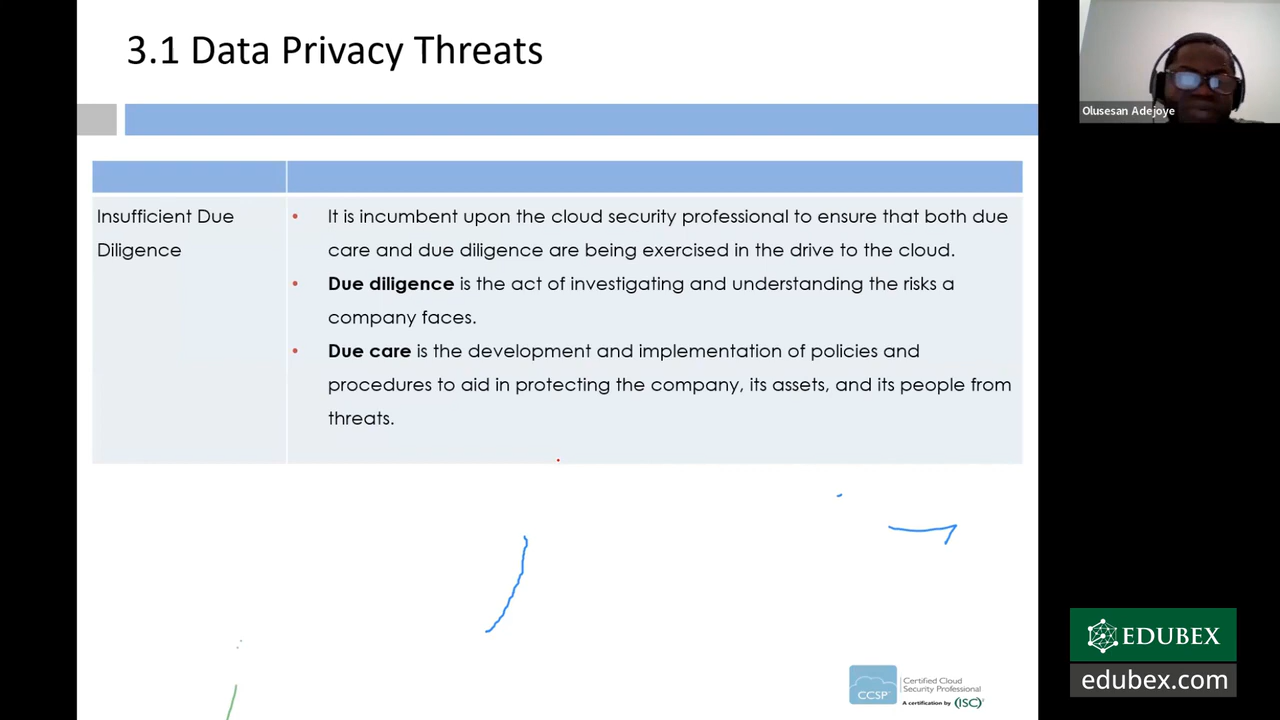 3.1 Data Privacy Threats
Olusesan Adejoye
Insufficient Due
Diligence
• It is incumbent upon the cloud security professional to ensure that both due
care and due diligence are being exercised in the drive to the cloud.
• Due diligence is the act of investigating and understanding the risks a
company faces.
• Due care is the development and implementation of policies and
procedures to aid in protecting the company, its assets, and its people from
threats.
CCSP
Certified Cloud
Security Professional
A certification by (ISC)²
EDUBEX
edubex.com